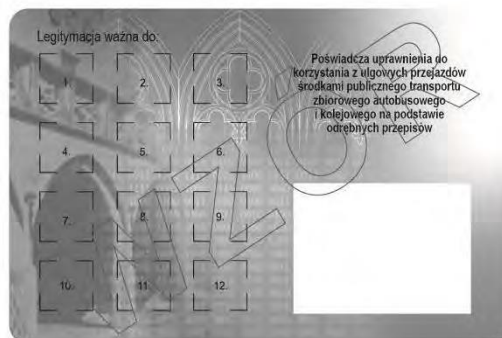 Legitymacja ważna do:
1. 2. 3.
4. 5. 6.
7. 8. 9.
10. 11 12.
Poświadcza uprawnienia do
korzystania z ulgowych przejazdów
środkami publicznego transportu
zbiorowego autobusowego
i kolejowego na podstawie
odrębnych przepisów
WZÓR